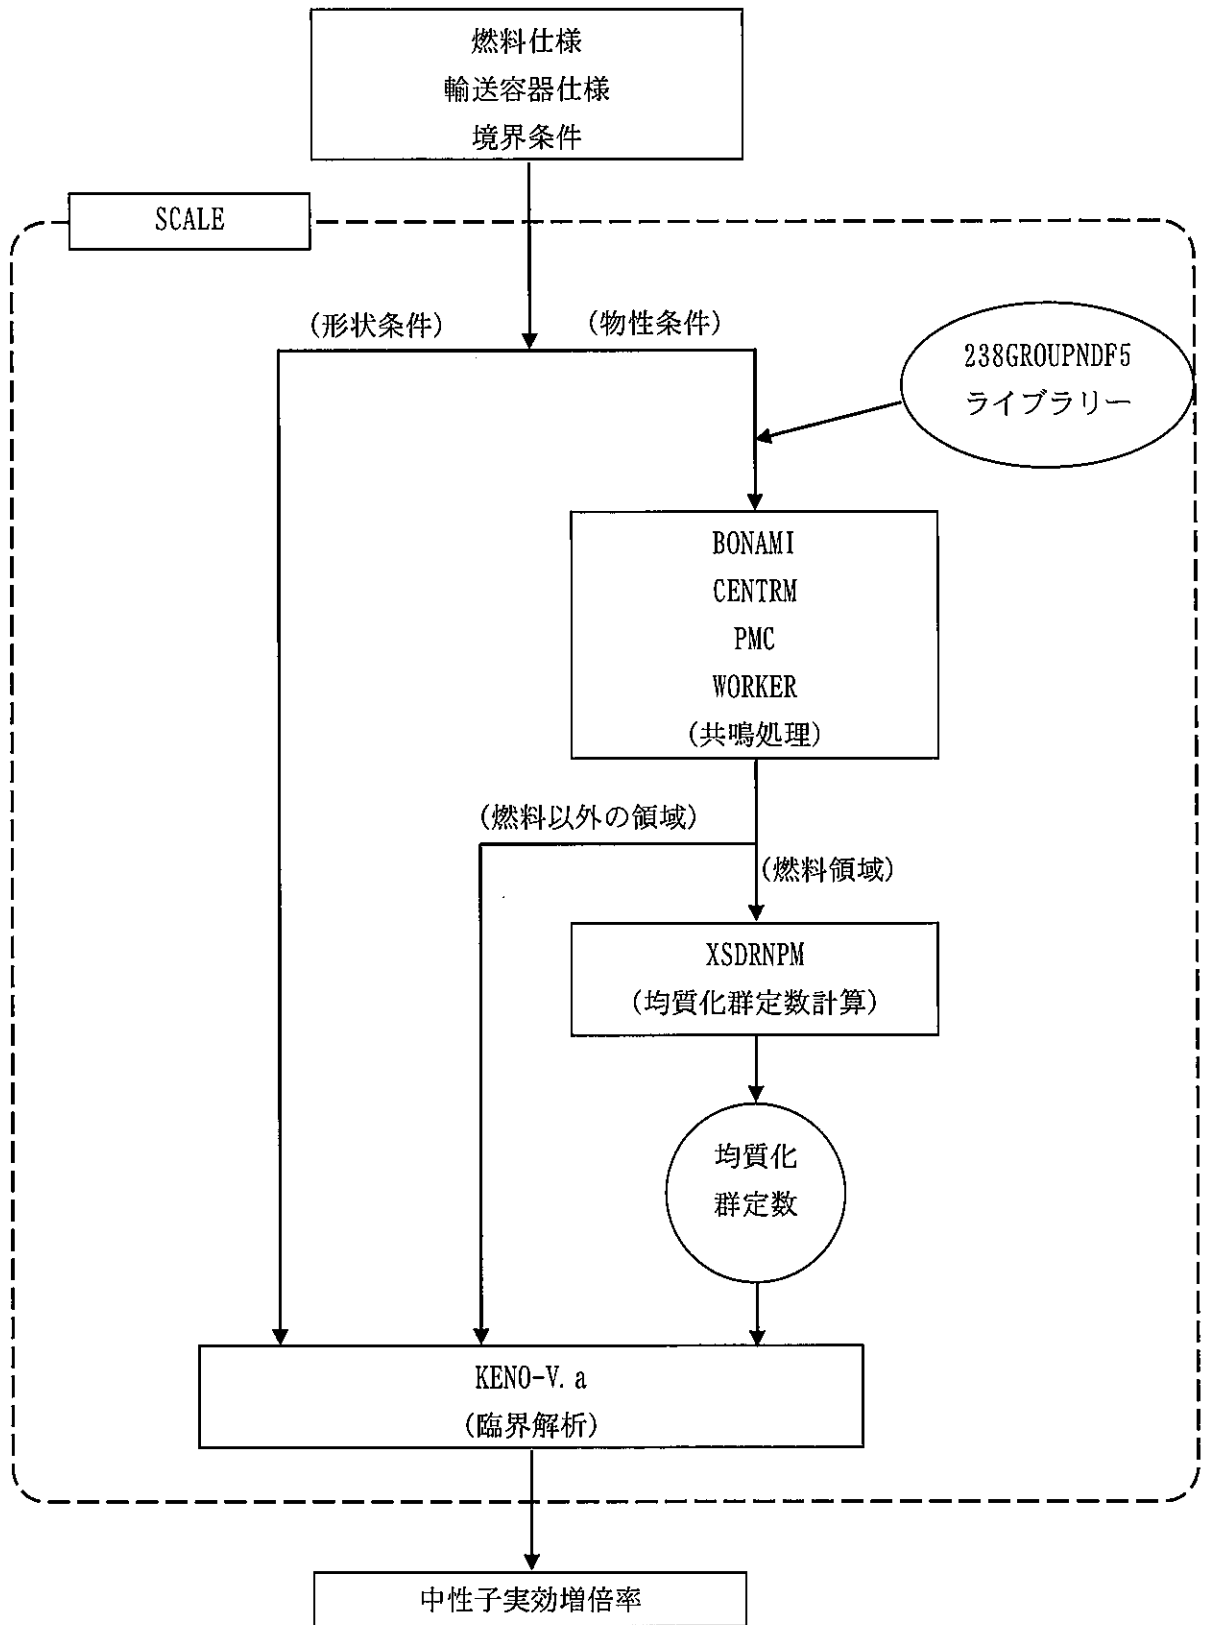 燃料仕様
輸送容器仕様
境界条件
SCALE
(形状条件)
(物性条件)
238GROUPNDF5
ライブラリー
BONAMI
CENTRM
PMC
WORKER
(共鳴処理)
(燃料以外の領域)
(燃料領域)
XSDRNPM
(均質化群定数計算)
均質化
群定数
KENO-V.a
(臨界解析)
中性子実効増倍率